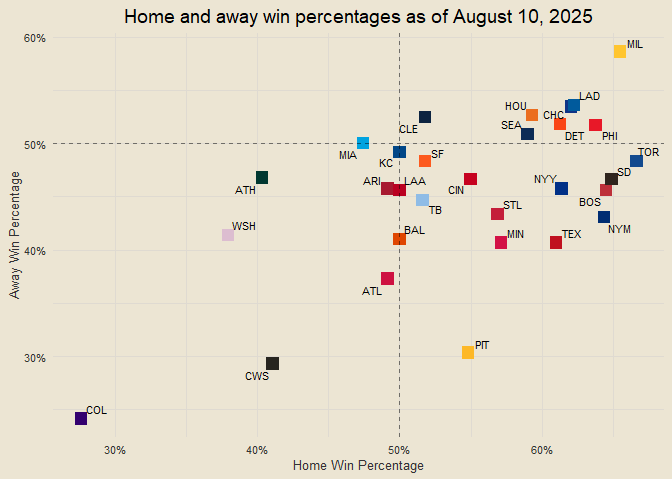 Home and away win percentages as of August 10, 2025
60%
MIL
LAD
HOU
CHC
CLE
SEA
DET
PHI
50%
MIA
KC
SF
TOR
ATH
ARI
LAA
CIN
NYY
SD
TB
STL
BOS
WSH
BAL
MIN
TEX
NYM
40%
ATL
PIT
30%
CWS
COL
Away Win Percentage
30%
40%
50%
60%
Home Win Percentage